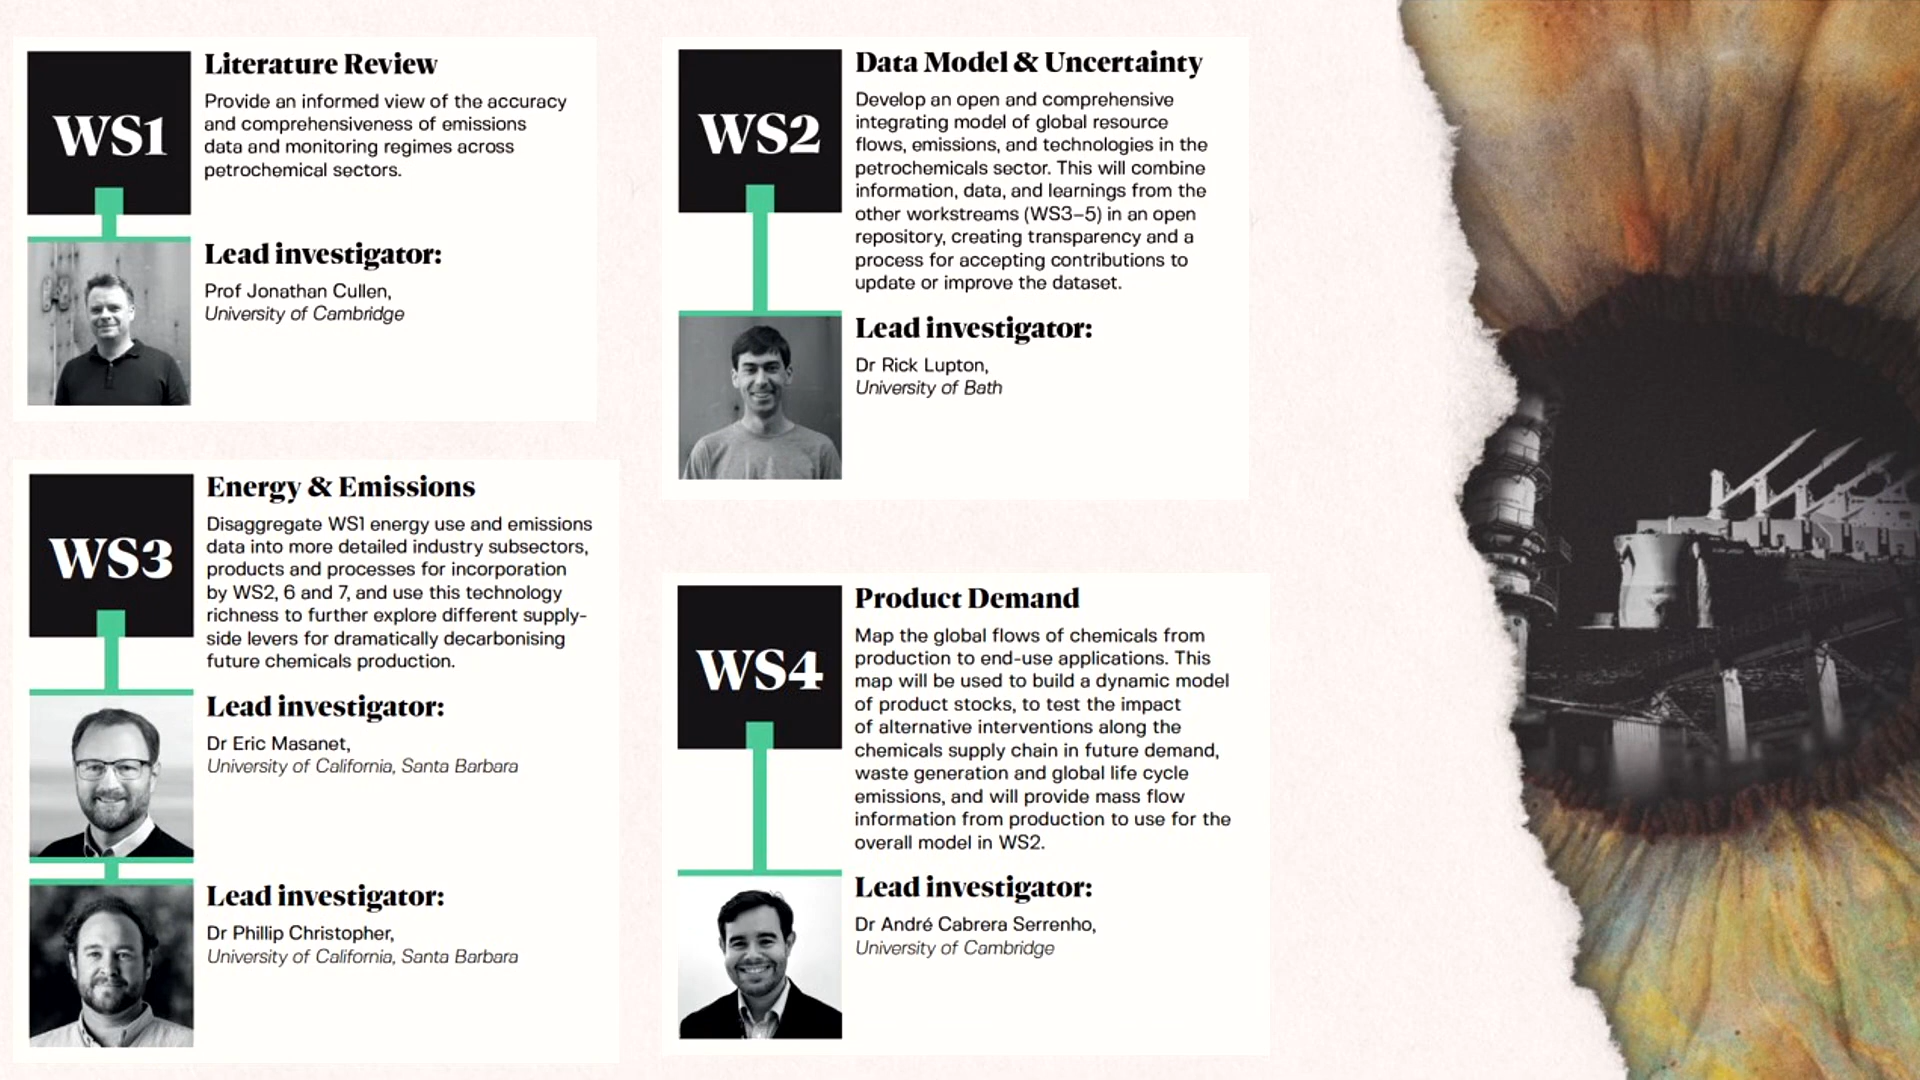 WS1
Literature Review
Provide an informed view of the accuracy
and comprehensiveness of emissions
data and monitoring regimes across
petrochemical sectors.
Lead investigator:
Prof Jonathan Cullen,
University of Cambridge
WS2
Data Model & Uncertainty
Develop an open and comprehensive
integrating model of global resource
flows, emissions, and technologies in the
petrochemicals sector. This will combine
information, data, and learnings from the
other workstreams (WS3–5) in an open
repository, creating transparency and a
process for accepting contributions to
update or improve the dataset.
Lead investigator:
Dr Rick Lupton,
University of Bath
WS3
Energy & Emissions
Disaggregate WS1 energy use and emissions
data into more detailed industry subsectors,
products and processes for incorporation
by WS2, 6 and 7, and use this technology
richness to further explore different supply-
side levers for dramatically decarbonising
future chemicals production.
Lead investigator:
Dr Eric Masanet,
University of California, Santa Barbara
Lead investigator:
Dr Phillip Christopher,
University of California, Santa Barbara
WS4
Product Demand
Map the global flows of chemicals from
production to end-use applications. This
map will be used to build a dynamic model
of product stocks, to test the impact
of alternative interventions along the
chemicals supply chain in future demand,
waste generation and global life cycle
emissions, and will provide mass flow
information from production to use for the
overall model in WS2.
Lead investigator:
Dr André Cabrera Serrenho,
University of Cambridge